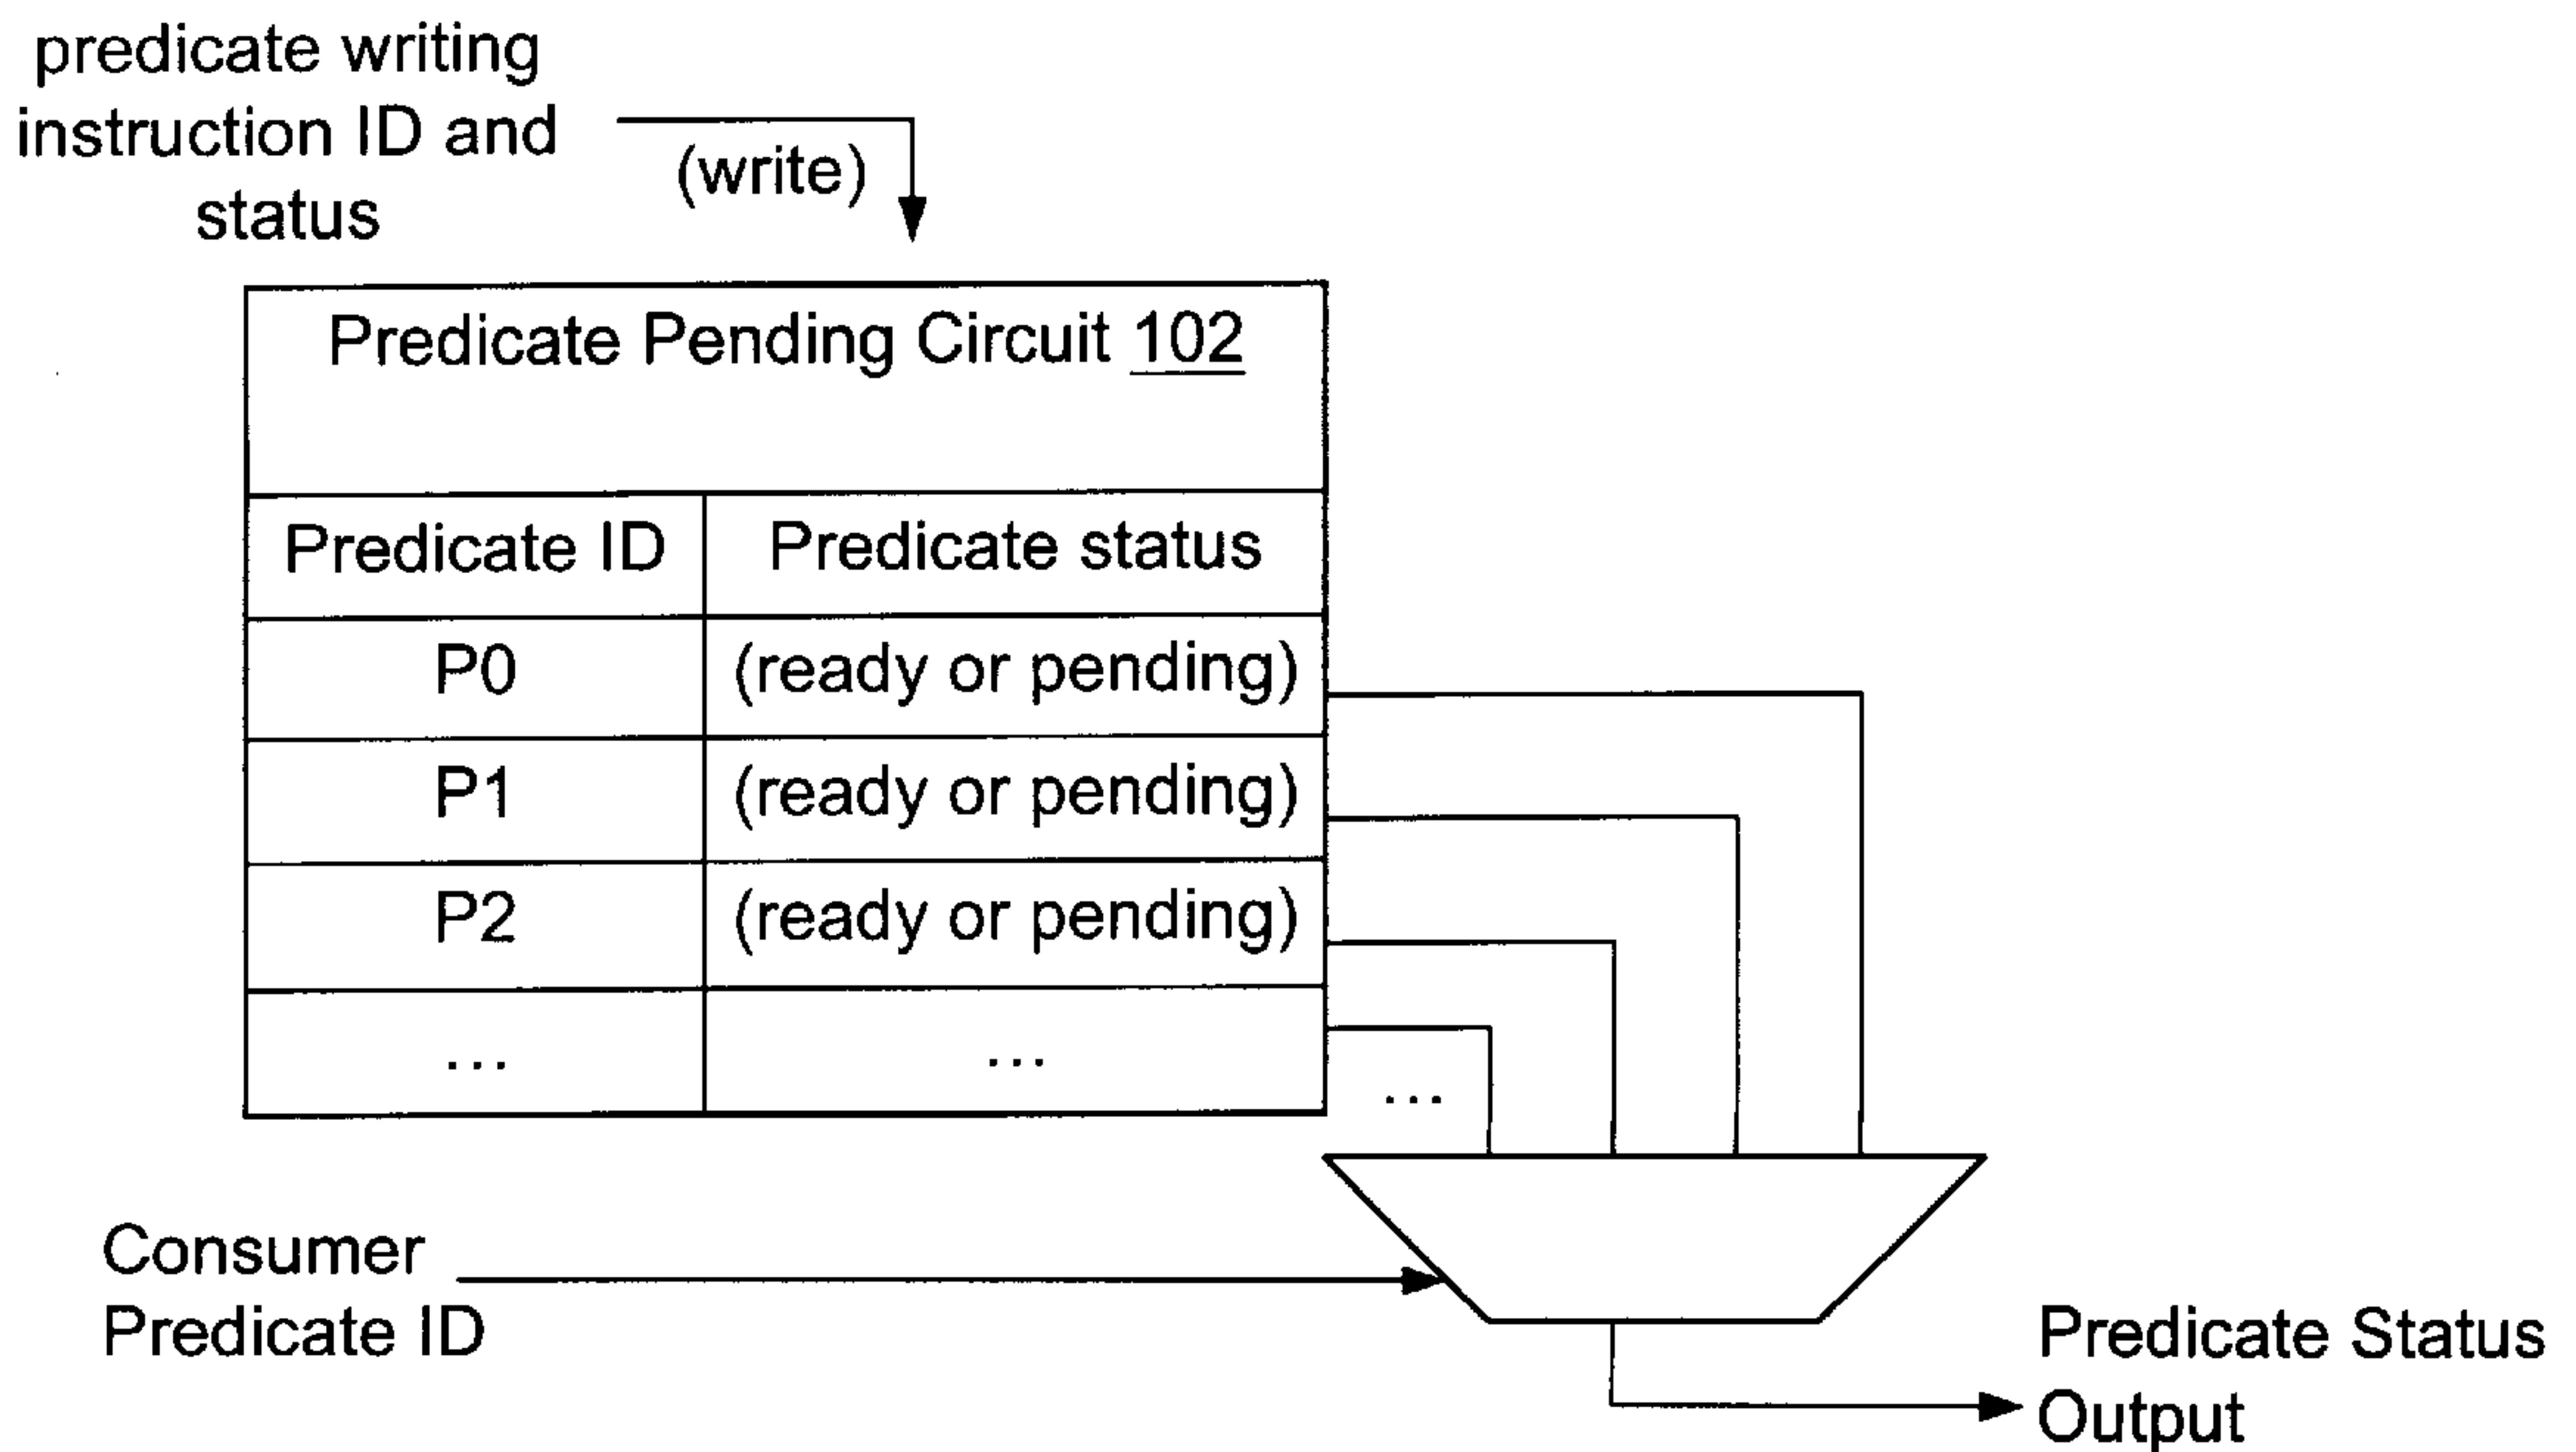 predicate writing
instruction ID and
status
(write)
Predicate Pending Circuit 102
Predicate ID Predicate status
P0 (ready or pending)
P1 (ready or pending)
P2 (ready or pending)
... ...
...
Consumer
Predicate ID
Predicate Status
Output